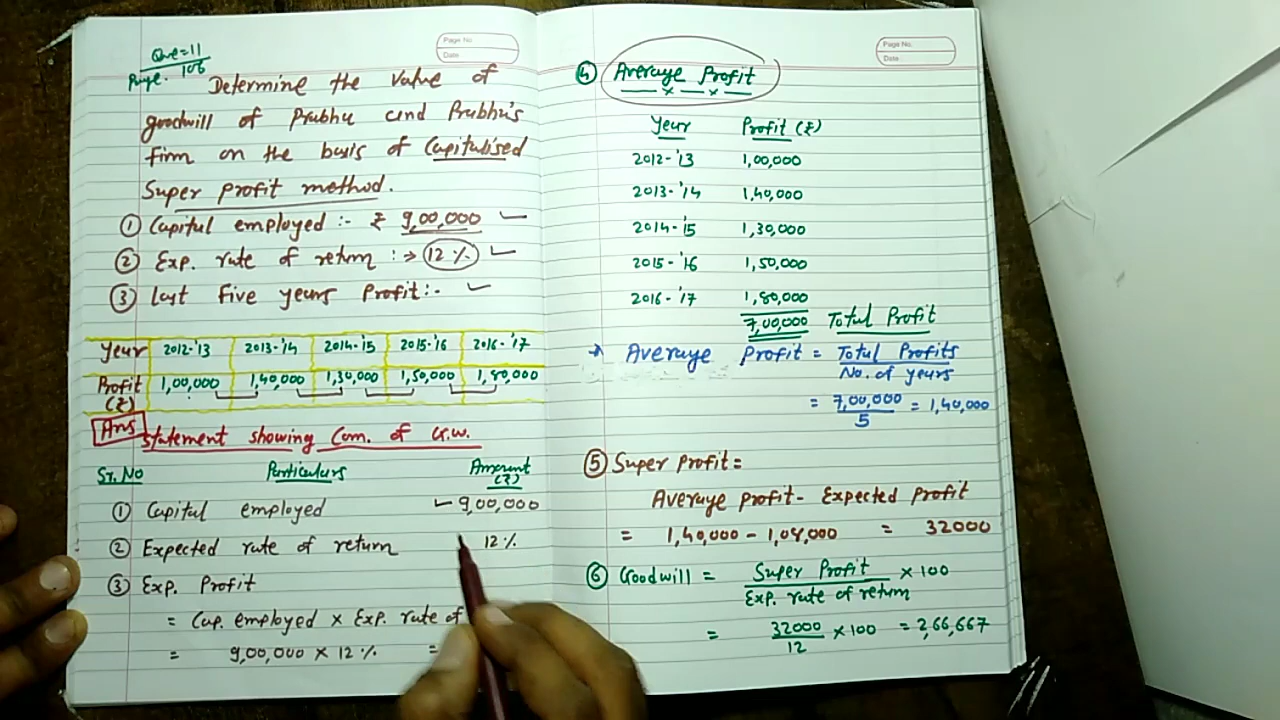 Que=11
Page. 106
Page No.
Date
Determine the value of
goodwill of Prabhu and Prabhu's
firm on the basis of Capitalised
Super profit method.
① Capital employed :- ₹ 9,00,000
② Exp. rate of return :→ 12 %
③ last five years Profit:-
Year 2012-'13 2013-'14 2014-'15 2015-'16 2016-'17
Profit (₹) 1,00,000 1,40,000 1,30,000 1,50,000 1,80,000
Ans Statement showing Com. of G.W.
Sr. No Particulars Amount (₹)
① Capital employed 9,00,000
② Expected rate of return 12 %
③ Exp. Profit
= Cap. employed × Exp. rate of
= 9,00,000 × 12 % =
Page No.
Date
④ Average Profit
Year Profit (₹)
2012-'13 1,00,000
2013-'14 1,40,000
2014-'15 1,30,000
2015-'16 1,50,000
2016-'17 1,80,000
7,00,000 Total Profit
→ Average Profit = Total Profits
No. of years
= 7,00,000 = 1,40,000
5
⑤ Super Profit =
Average profit - Expected profit
= 1,40,000 - 1,08,000 = 32000
⑥ Goodwill = Super Profit × 100
Exp. rate of return
= 32000 × 100 = 2,66,667
12